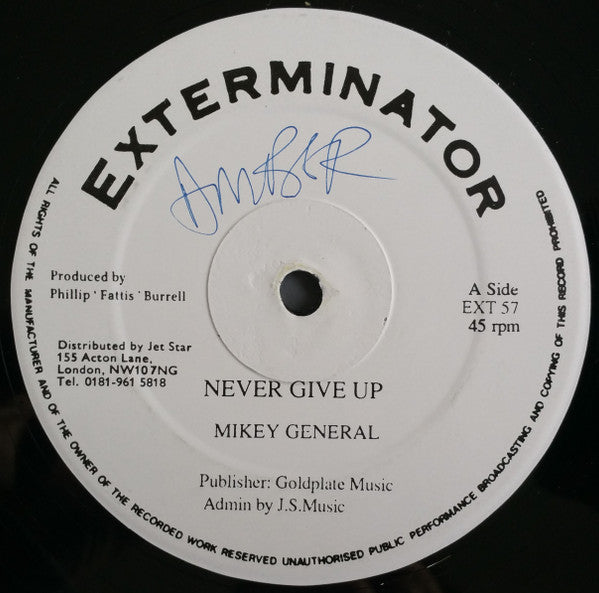 EXTERMINATOR
AMBER
Produced by
Phillip 'Fattis' Burrell
A Side
EXT 57
45 rpm
Distributed by Jet Star
155 Acton Lane,
London, NW107NG
Tel. 0181-961 5818
NEVER GIVE UP
MIKEY GENERAL
Publisher: Goldplate Music
Admin by J.S.Music
ALL RIGHTS OF THE MANUFACTURER AND OF THE OWNER OF THE RECORDED WORK RESERVED UNAUTHORISED PUBLIC PERFORMANCE BROADCASTING AND COPYING OF THIS RECORD PROHIBITED